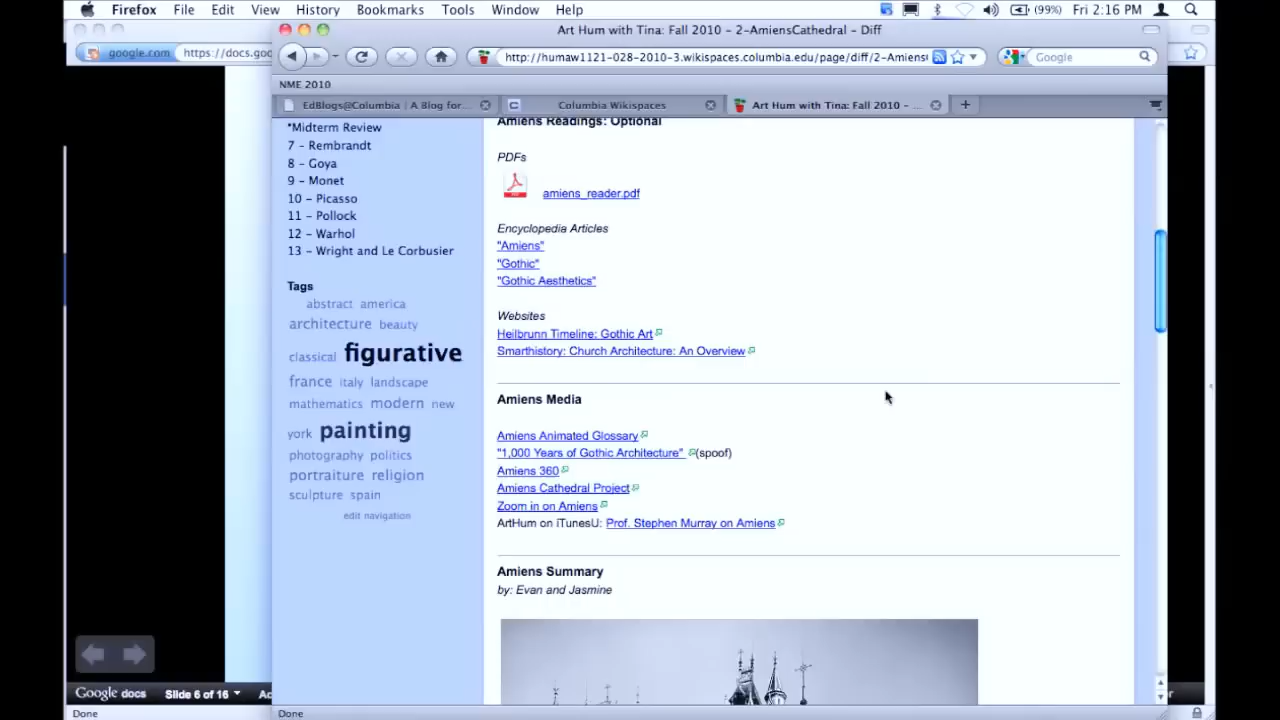 Firefox File Edit View History Bookmarks Tools Window Help (99%) Fri 2:16 PM
Art Hum with Tina: Fall 2010 – 2-AmiensCathedral – Diff
google.com https://docs.goo
http://humaw1121-028-2010-3.wikispaces.columbia.edu/page/diff/2-Amiens
Google
NME 2010
EdBlogs@Columbia | A Blog for...
Columbia Wikispaces
Art Hum with Tina: Fall 2010 – ...
*Midterm Review
7 – Rembrandt
8 – Goya
9 – Monet
10 – Picasso
11 – Pollock
12 – Warhol
13 – Wright and Le Corbusier
Tags
abstract america
architecture beauty
classical figurative
france italy landscape
mathematics modern new
york painting
photography politics
portraiture religion
sculpture spain
edit navigation
Amiens Readings: Optional
PDFs
amiens_reader.pdf
Encyclopedia Articles
"Amiens"
"Gothic"
"Gothic Aesthetics"
Websites
Heilbrunn Timeline: Gothic Art
Smarthistory: Church Architecture: An Overview
Amiens Media
Amiens Animated Glossary
"1,000 Years of Gothic Architecture" (spoof)
Amiens 360
Amiens Cathedral Project
Zoom in on Amiens
ArtHum on iTunesU: Prof. Stephen Murray on Amiens
Amiens Summary
by: Evan and Jasmine
Google docs Slide 6 of 16 Ac
Done
Done